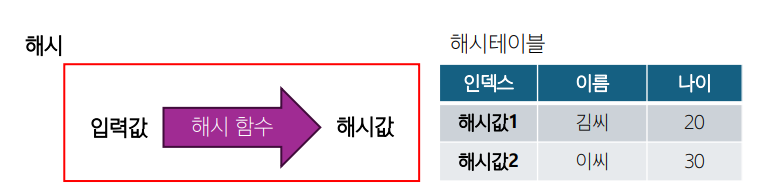 해시
입력값 해시 함수 해시값
해시테이블
인덱스 이름 나이
해시값1 김씨 20
해시값2 이씨 30